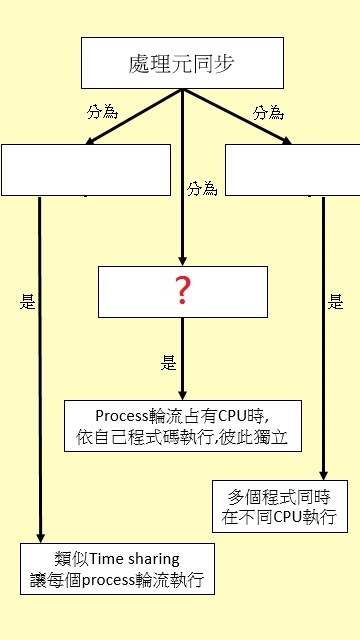 處理元同步
分為
分為
分為
?
是
是
是
Process輪流占有CPU時,
依自己程式碼執行,彼此獨立
多個程式同時
在不同CPU執行
類似Time sharing
讓每個process輪流執行